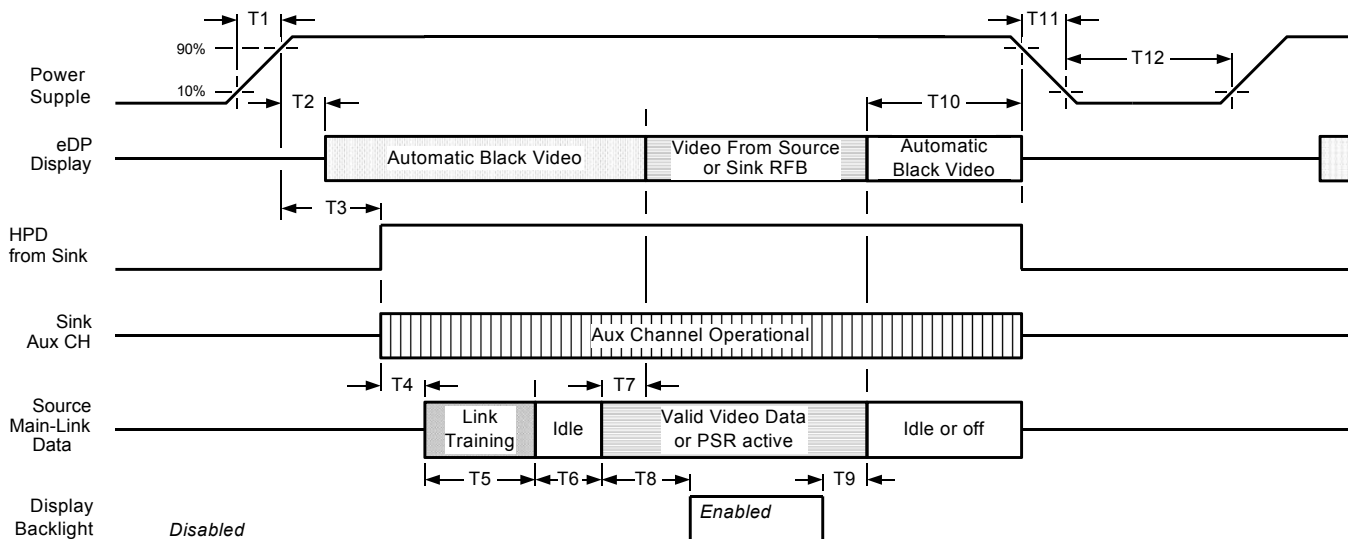 T1
T11
90%
T12
Power
Supple
10%
T2
T10
eDP
Display
Automatic Black Video
Video From Source
or Sink RFB
Automatic
Black Video
T3
HPD
from Sink
Sink
Aux CH
Aux Channel Operational
T4
T7
Source
Main-Link
Data
Link
Training
Idle
Valid Video Data
or PSR active
Idle or off
T5
T6
T8
T9
Display
Backlight
Disabled
Enabled